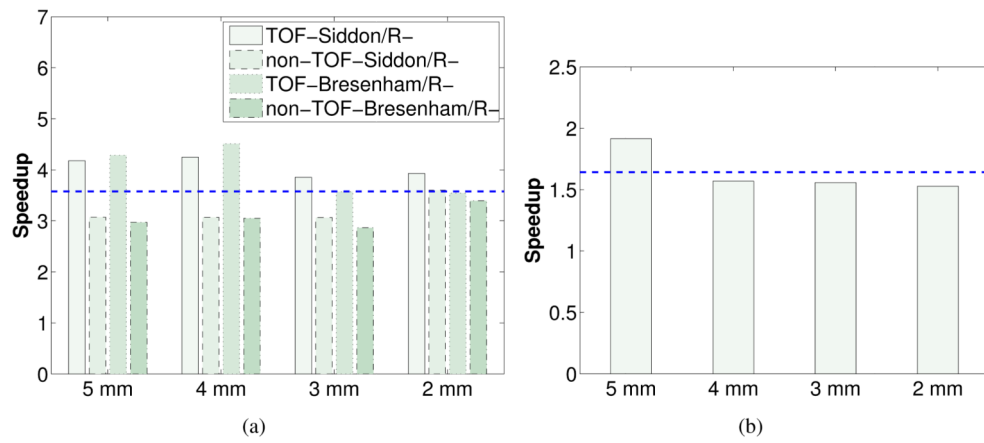 7
6
5
4
3
2
1
0
Speedup
TOF-Siddon/R-
non-TOF-Siddon/R-
TOF-Bresenham/R-
non-TOF-Bresenham/R-
5 mm 4 mm 3 mm 2 mm
(a)
2.5
2
1.5
1
0.5
0
Speedup
5 mm 4 mm 3 mm 2 mm
(b)